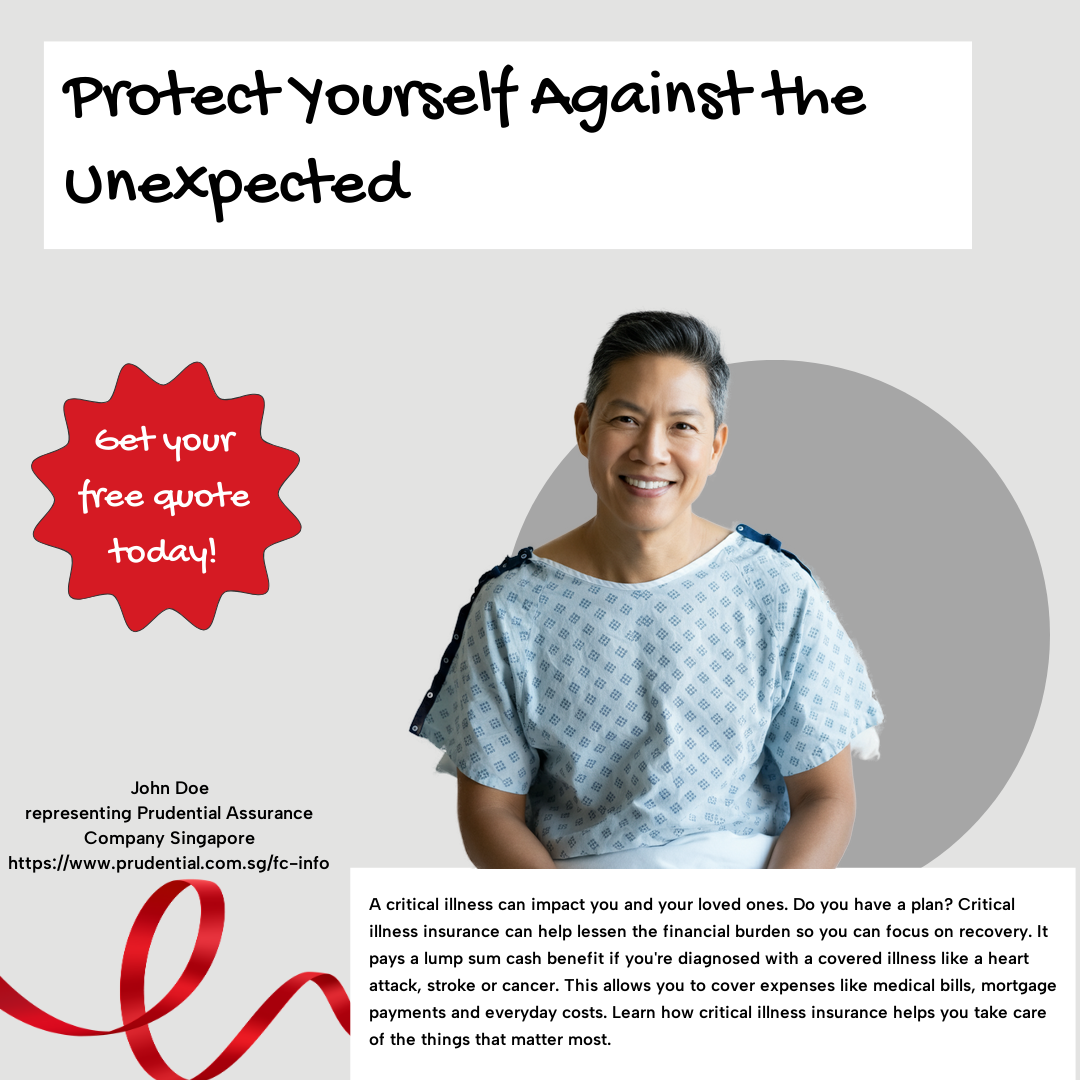 Protect Yourself Against the
Unexpected
Get your
free quote
today!
John Doe
representing Prudential Assurance
Company Singapore
https://www.prudential.com.sg/fc-info
A critical illness can impact you and your loved ones. Do you have a plan? Critical
illness insurance can help lessen the financial burden so you can focus on recovery. It
pays a lump sum cash benefit if you're diagnosed with a covered illness like a heart
attack, stroke or cancer. This allows you to cover expenses like medical bills, mortgage
payments and everyday costs. Learn how critical illness insurance helps you take care
of the things that matter most.